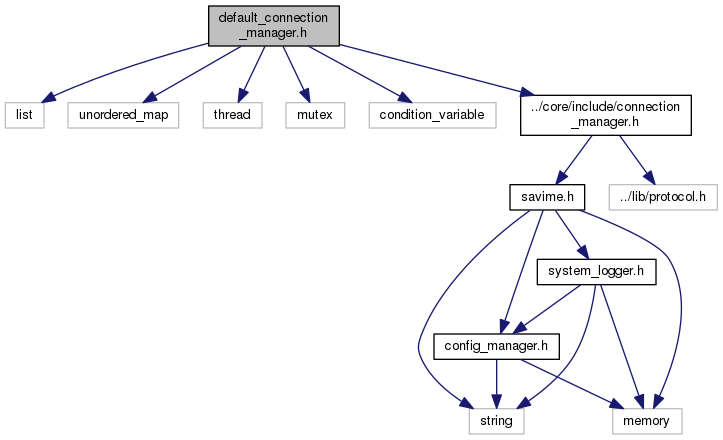 default_connection
_manager.h
list
unordered_map
thread
mutex
condition_variable
../core/include/connection
_manager.h
savime.h
../lib/protocol.h
system_logger.h
config_manager.h
string
memory